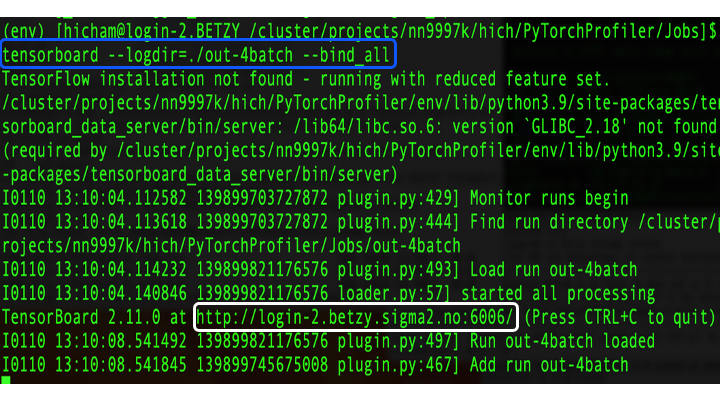 (env) [hicham@login-2.BETZY /cluster/projects/nn9997k/hich/PyTorchProfiler/Jobs]$
tensorboard --logdir=./out-4batch --bind_all
TensorFlow installation not found - running with reduced feature set.
/cluster/projects/nn9997k/hich/PyTorchProfiler/env/lib/python3.9/site-packages/ten
sorboard_data_server/bin/server: /lib64/libc.so.6: version `GLIBC_2.18' not found
(required by /cluster/projects/nn9997k/hich/PyTorchProfiler/env/lib/python3.9/site
-packages/tensorboard_data_server/bin/server)
I0110 13:10:04.112582 139899703727872 plugin.py:429] Monitor runs begin
I0110 13:10:04.113618 139899703727872 plugin.py:444] Find run directory /cluster/p
rojects/nn9997k/hich/PyTorchProfiler/Jobs/out-4batch
I0110 13:10:04.114232 139899821176576 plugin.py:493] Load run out-4batch
I0110 13:10:04.140846 139899821176576 loader.py:57] started all processing
TensorBoard 2.11.0 at http://login-2.betzy.sigma2.no:6006/ (Press CTRL+C to quit)
I0110 13:10:08.541492 139899821176576 plugin.py:497] Run out-4batch loaded
I0110 13:10:08.541845 139899745675008 plugin.py:467] Add run out-4batch